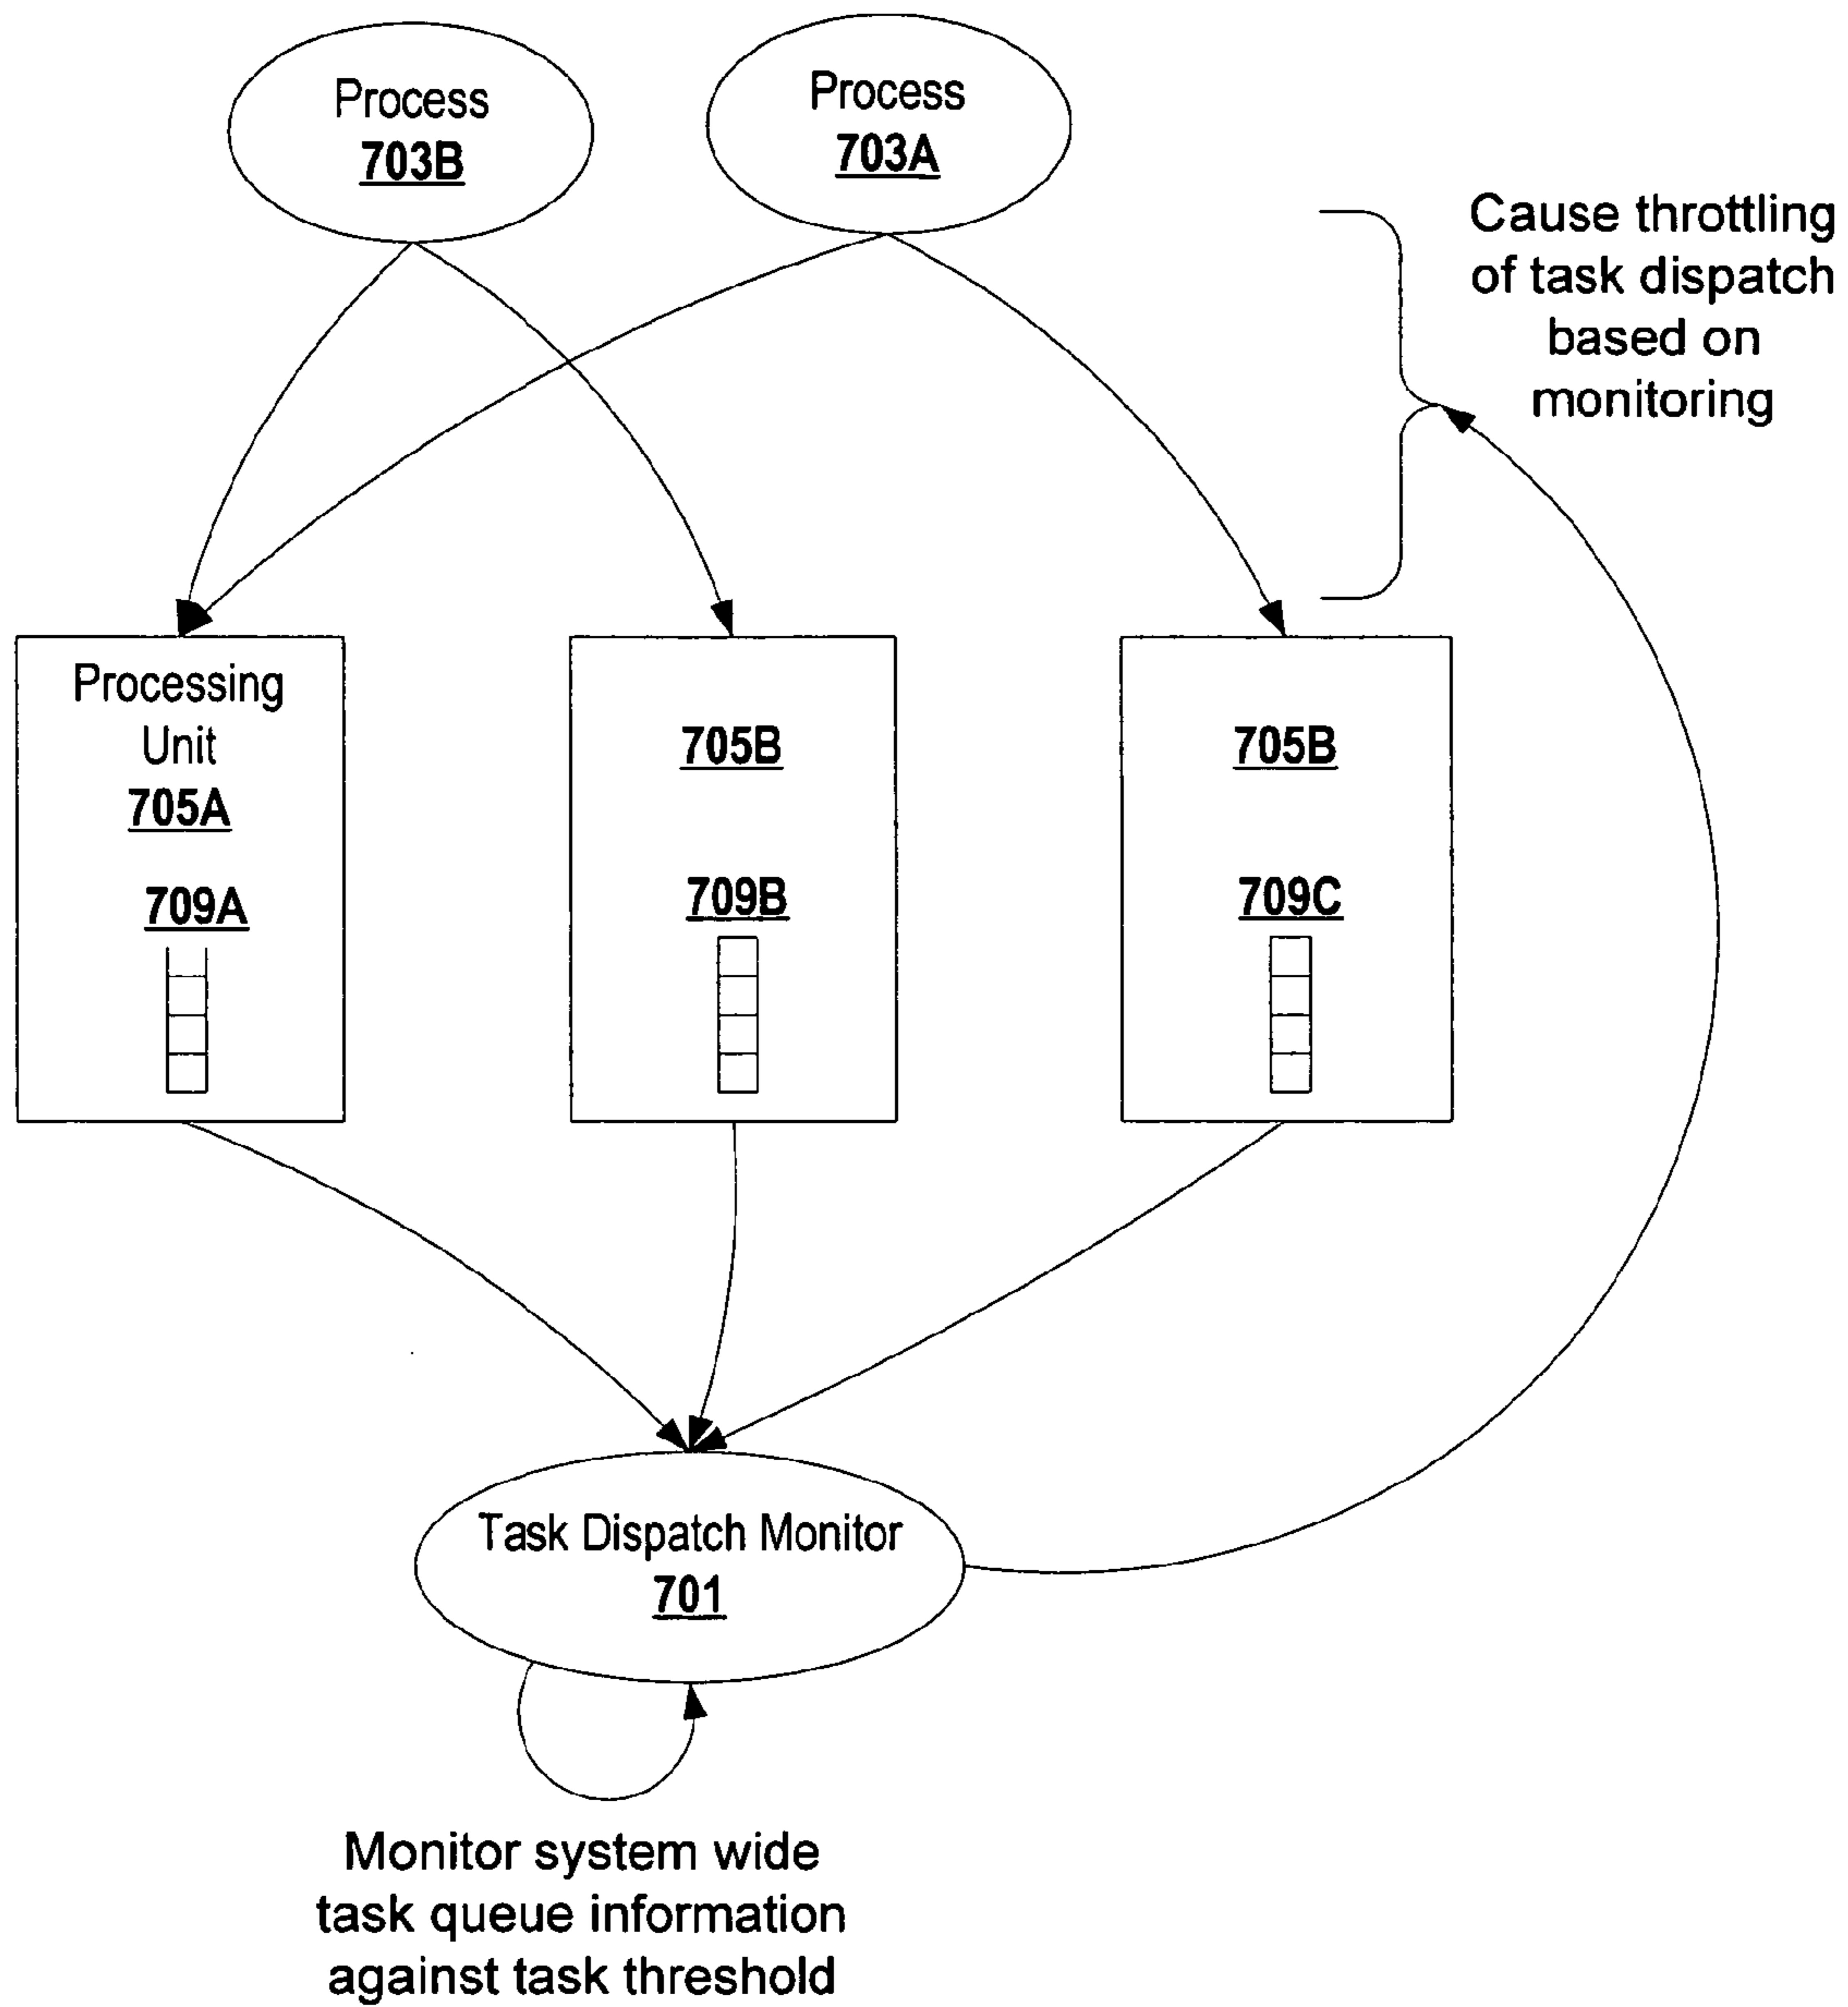 Process
703B
Process
703A
Cause throttling
of task dispatch
based on
monitoring
Processing
Unit
705A
709A
705B
709B
705B
709C
Task Dispatch Monitor
701
Monitor system wide
task queue information
against task threshold